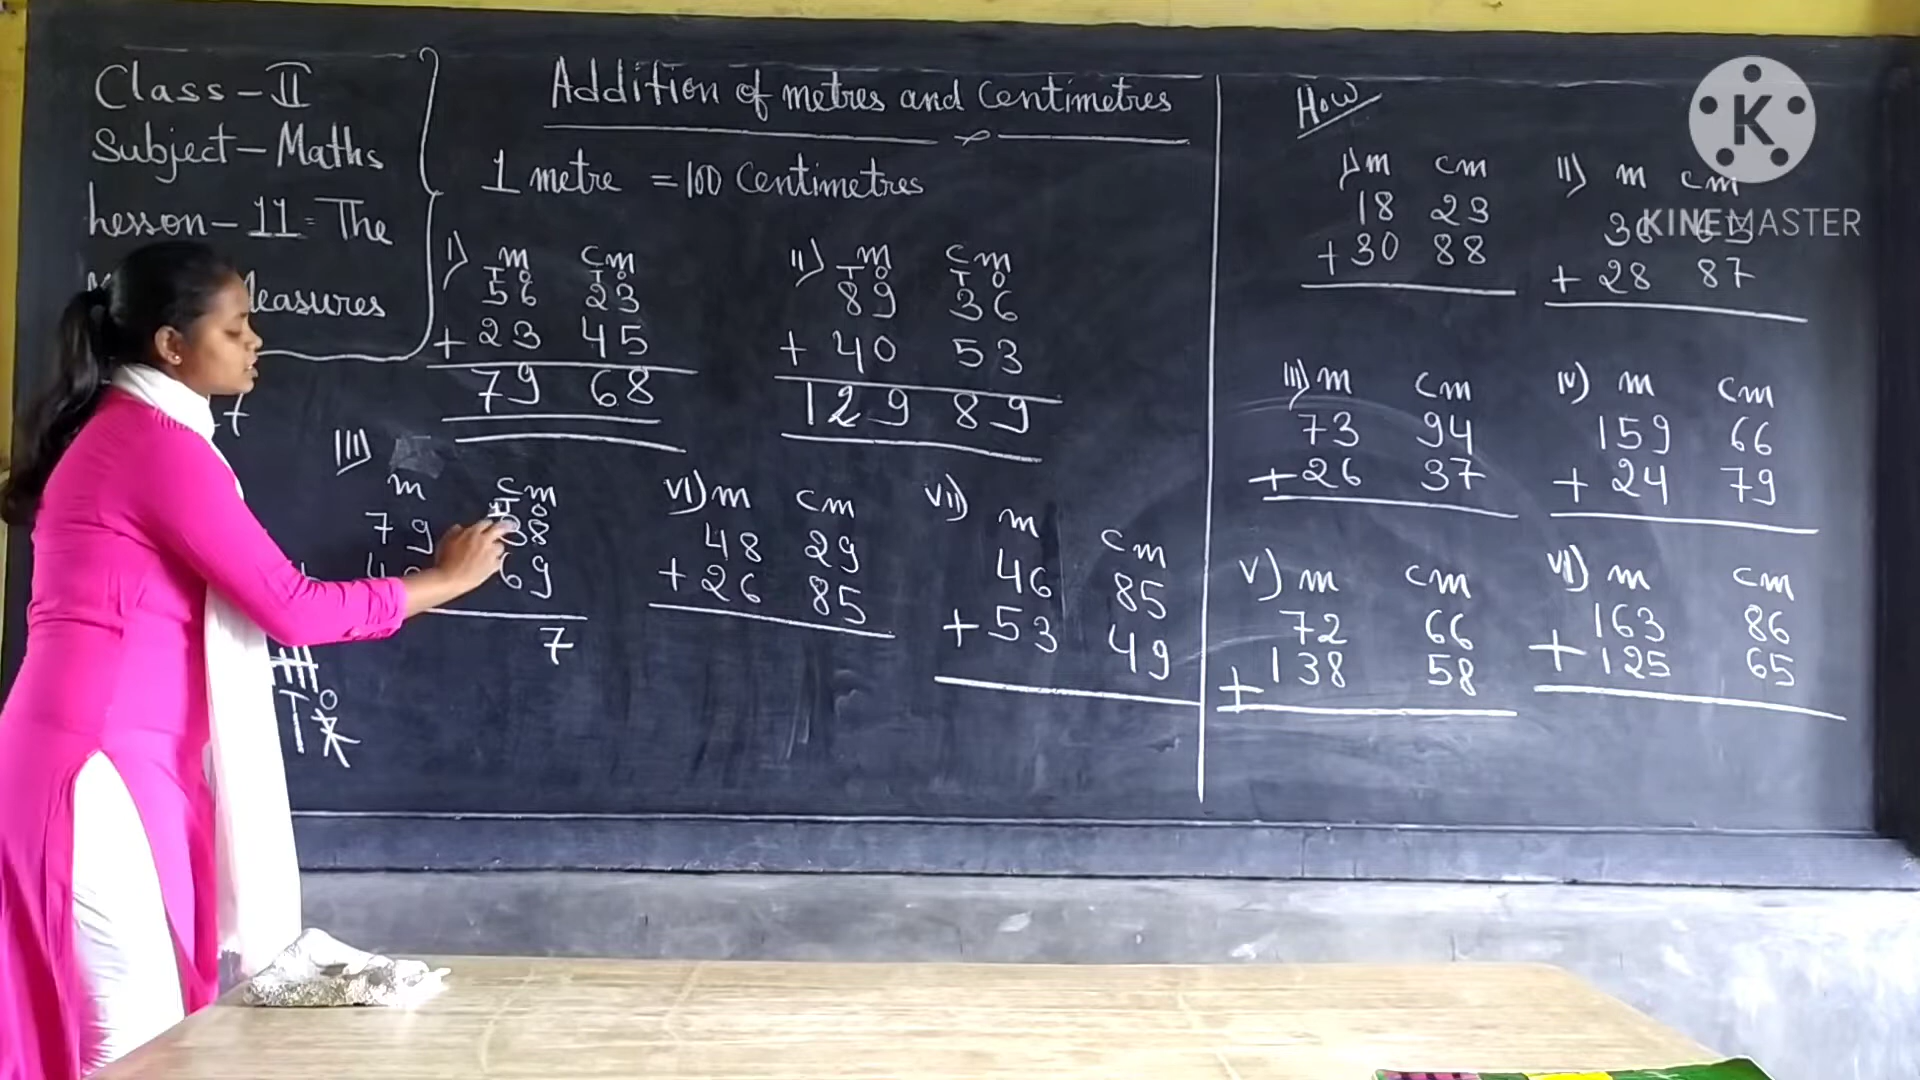 Class - II
Subject - Maths
Lesson - 11 = The
Measures
Addition of metres and Centimetres
1 metre = 100 Centimetres
I) m cm
T O T O
56 23
+ 23 45
79 68
II) m cm
T O T O
89 36
+ 40 53
129 89
7
III)
m cm
T O
79 38
69
7
T O
VI) m cm
48 29
+ 26 85
VII) m cm
46 85
+ 53 49
H.W
I) m cm
18 23
+ 30 88
II) m cm
+ 28 87
III) m cm
73 94
+ 26 37
IV) m cm
159 66
+ 24 79
V) m cm
72 66
+ 138 58
VI) m cm
163 86
+ 125 65
K
KINEMASTER